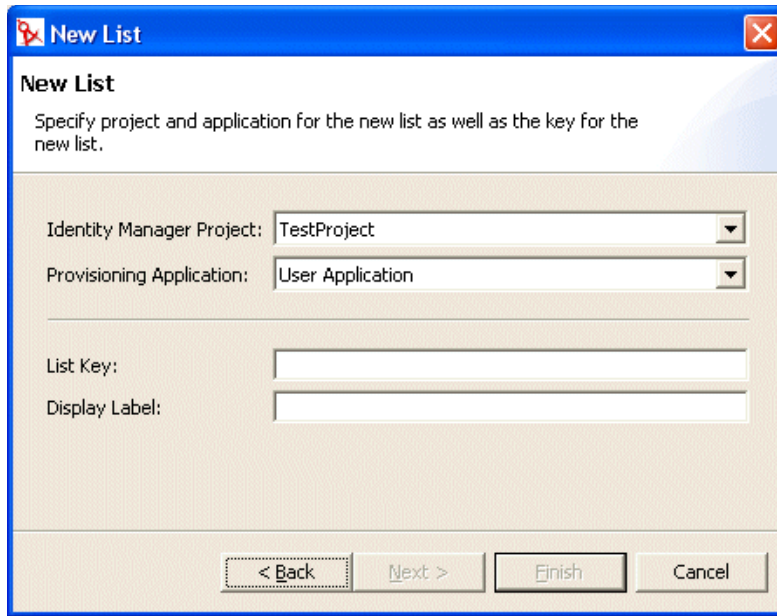 New List
New List
Specify project and application for the new list as well as the key for the
new list.
Identity Manager Project: TestProject
Provisioning Application: User Application
List Key:
Display Label:
< Back Next > Finish Cancel